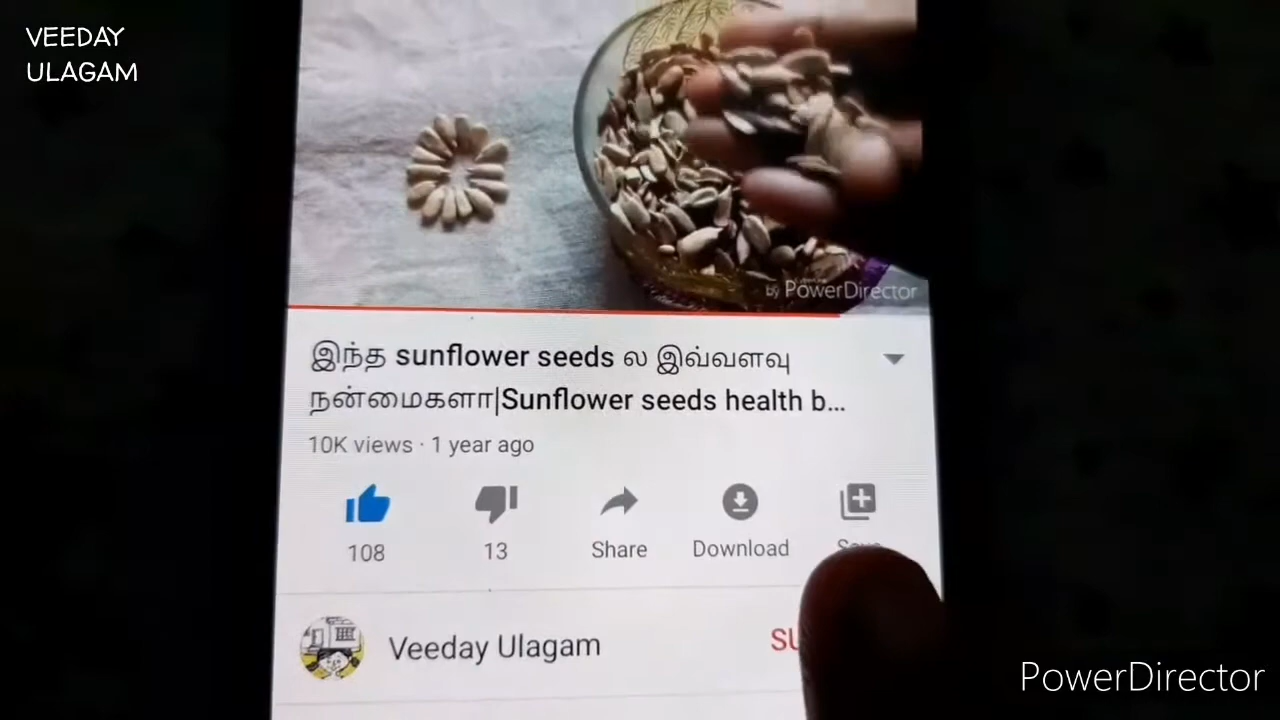 VEEDAY
ULAGAM
by PowerDirector
இந்த sunflower seeds ல இவ்வளவு
நன்மைகளா|Sunflower seeds health b...
10K views · 1 year ago
108 13 Share Download Save
Veeday Ulagam
PowerDirector